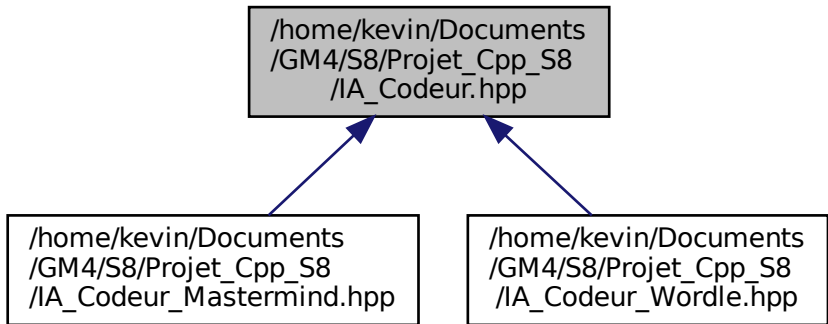 /home/kevin/Documents
/GM4/S8/Projet_Cpp_S8
/IA_Codeur.hpp
/home/kevin/Documents
/GM4/S8/Projet_Cpp_S8
/IA_Codeur_Mastermind.hpp
/home/kevin/Documents
/GM4/S8/Projet_Cpp_S8
/IA_Codeur_Wordle.hpp